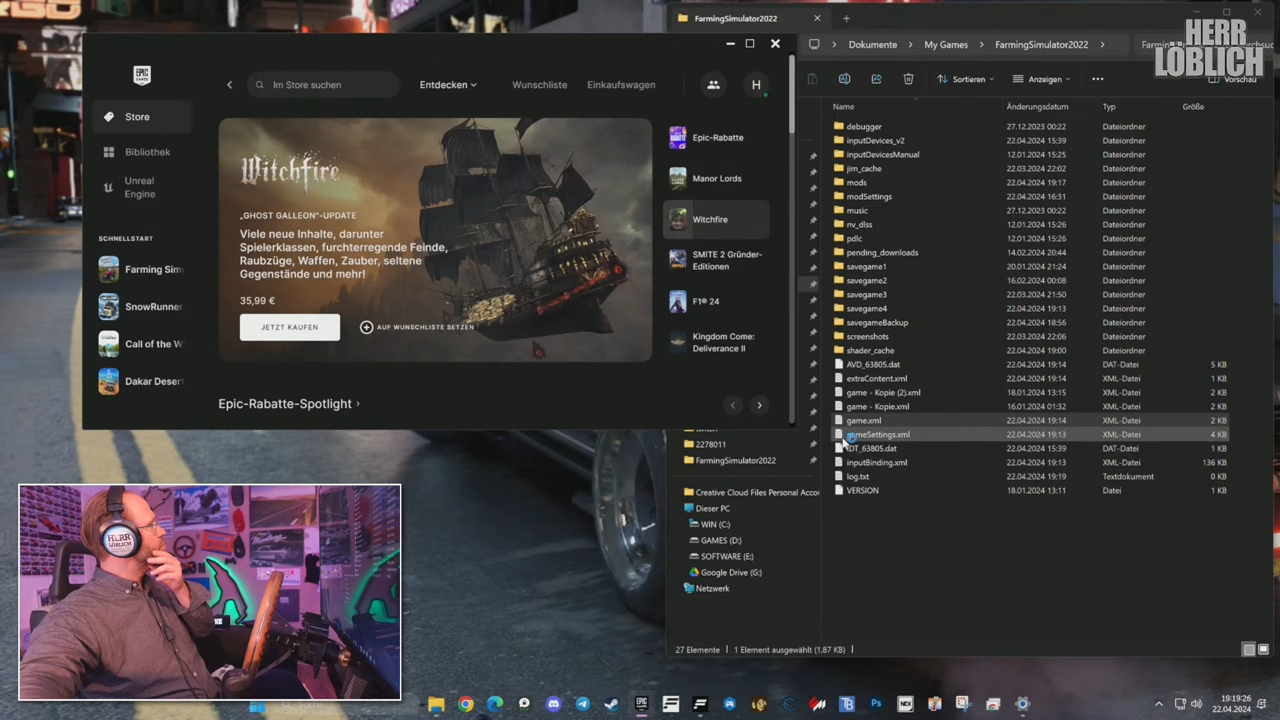 FarmingSimulator2022
HERR
LÖBLICH
Dokumente
My Games
FarmingSimulator2022
Sortieren
Anzeigen
Vorschau
EPIC
GAMES
Im Store suchen
Entdecken
Wunschliste
Einkaufswagen
H
Store
Bibliothek
Unreal
Engine
SCHNELLSTART
Farming Sim
SnowRunner
Call of the W
Dakar Desert
Witchfire
„GHOST GALLEON"-UPDATE
Viele neue Inhalte, darunter
Spielerklassen, furchterregende Feinde,
Raubzüge, Waffen, Zauber, seltene
Gegenstände und mehr!
35,99 €
JETZT KAUFEN
AUF WUNSCHLISTE SETZEN
Epic-Rabatte-Spotlight
Epic-Rabatte
Manor Lords
Witchfire
SMITE 2 Gründer-
Editionen
F1® 24
Kingdom Come:
Deliverance II
Name Änderungsdatum Typ Größe
debugger 27.12.2023 00:22 Dateiordner
inputDevices_v2 22.04.2024 15:39 Dateiordner
inputDevicesManual 12.01.2024 15:25 Dateiordner
jim_cache 22.03.2024 22:02 Dateiordner
mods 22.04.2024 19:17 Dateiordner
modSettings 22.04.2024 16:31 Dateiordner
music 27.12.2023 00:22 Dateiordner
nv_dlss 12.01.2024 15:26 Dateiordner
pdlc 12.01.2024 15:26 Dateiordner
pending_downloads 14.02.2024 20:44 Dateiordner
savegame1 20.01.2024 21:24 Dateiordner
savegame2 16.02.2024 00:08 Dateiordner
savegame3 22.03.2024 21:50 Dateiordner
savegame4 22.04.2024 19:13 Dateiordner
savegameBackup 22.04.2024 18:56 Dateiordner
screenshots 22.03.2024 22:06 Dateiordner
shader_cache 22.04.2024 19:00 Dateiordner
AVD_63805.dat 22.04.2024 19:14 DAT-Datei 5 KB
extraContent.xml 22.04.2024 19:14 XML-Datei 1 KB
game - Kopie (2).xml 18.01.2024 13:15 XML-Datei 2 KB
game - Kopie.xml 16.01.2024 01:32 XML-Datei 2 KB
game.xml 22.04.2024 19:14 XML-Datei 2 KB
gameSettings.xml 22.04.2024 19:13 XML-Datei 4 KB
IDT_63805.dat 22.04.2024 15:39 DAT-Datei 1 KB
inputBinding.xml 22.04.2024 19:13 XML-Datei 136 KB
log.txt 22.04.2024 19:19 Textdokument 0 KB
VERSION 18.01.2024 13:11 Datei 1 KB
2278011
FarmingSimulator2022
Creative Cloud Files Personal Acco
Dieser PC
WIN (C:)
GAMES (D:)
SOFTWARE (E:)
Google Drive (G:)
Netzwerk
27 Elemente 1 Element ausgewählt (1,87 KB)
HERR
LÖBLICH
Suche
19:19:26
22.04.2024